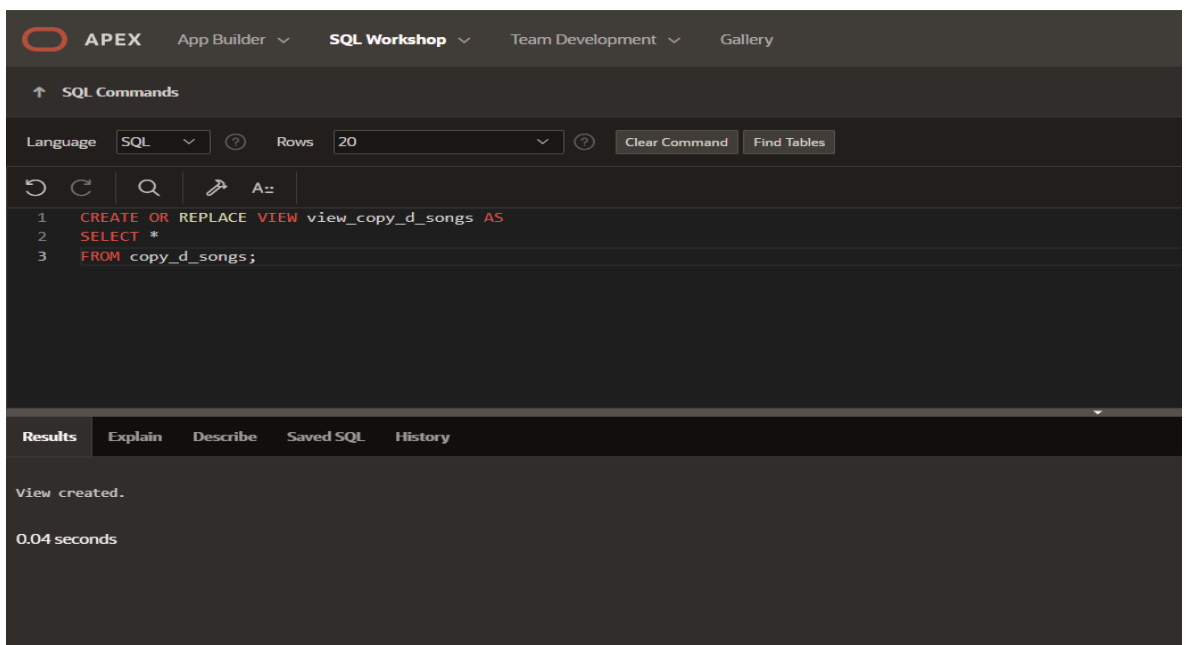 APEX App Builder SQL Workshop Team Development Gallery
SQL Commands
Language SQL ? Rows 20 ? Clear Command Find Tables
A::
1 CREATE OR REPLACE VIEW view_copy_d_songs AS
2 SELECT *
3 FROM copy_d_songs;
Results Explain Describe Saved SQL History
View created.
0.04 seconds